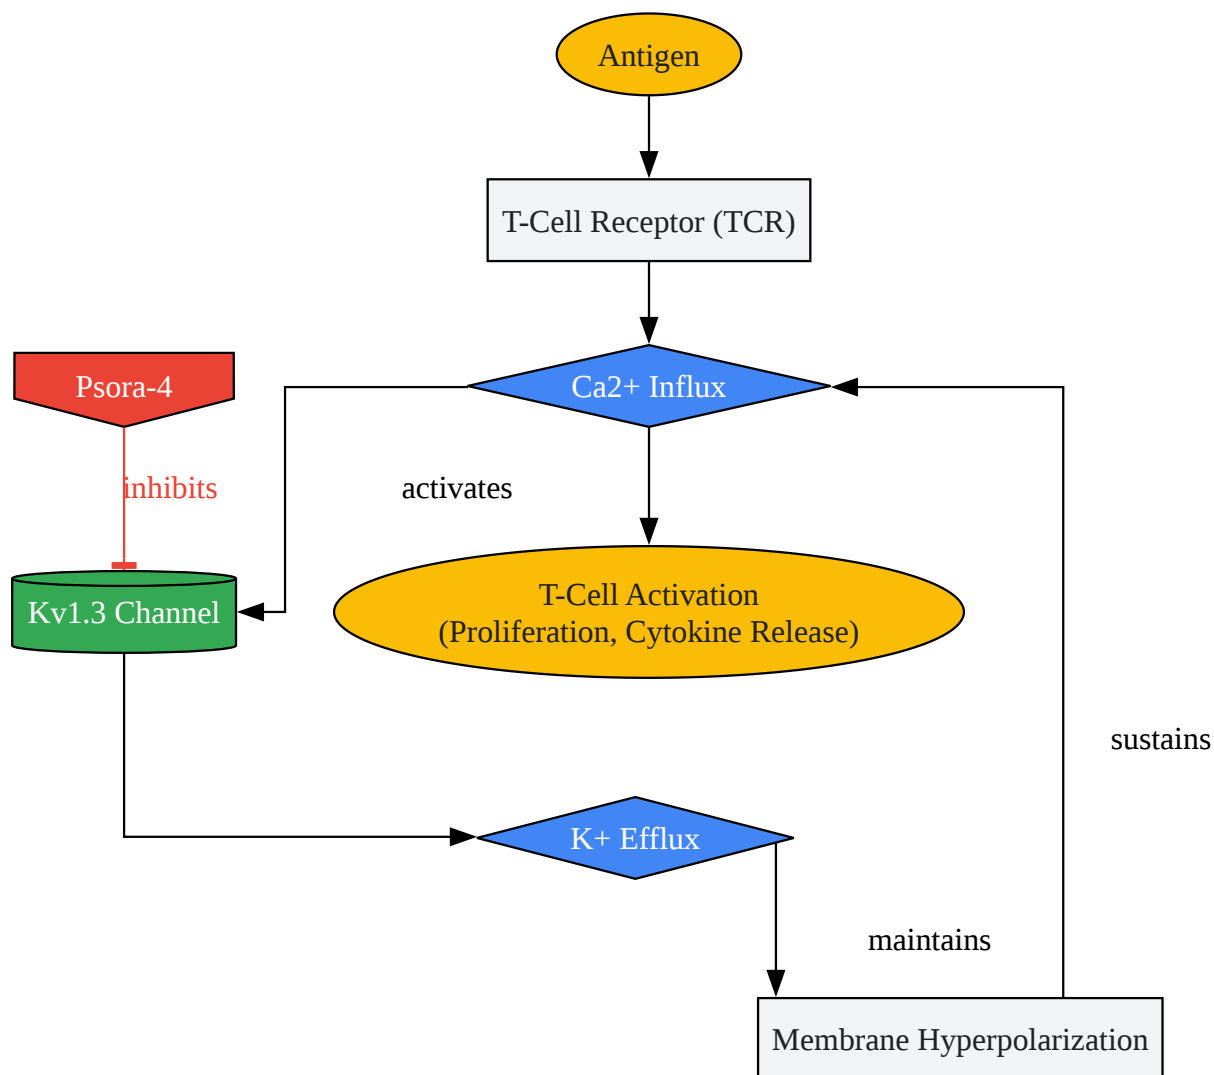 Antigen
T-Cell Receptor (TCR)
Psora-4
Ca2+ Influx
inhibits
activates
Kv1.3 Channel
T-Cell Activation
(Proliferation, Cytokine Release)
sustains
K+ Efflux
maintains
Membrane Hyperpolarization